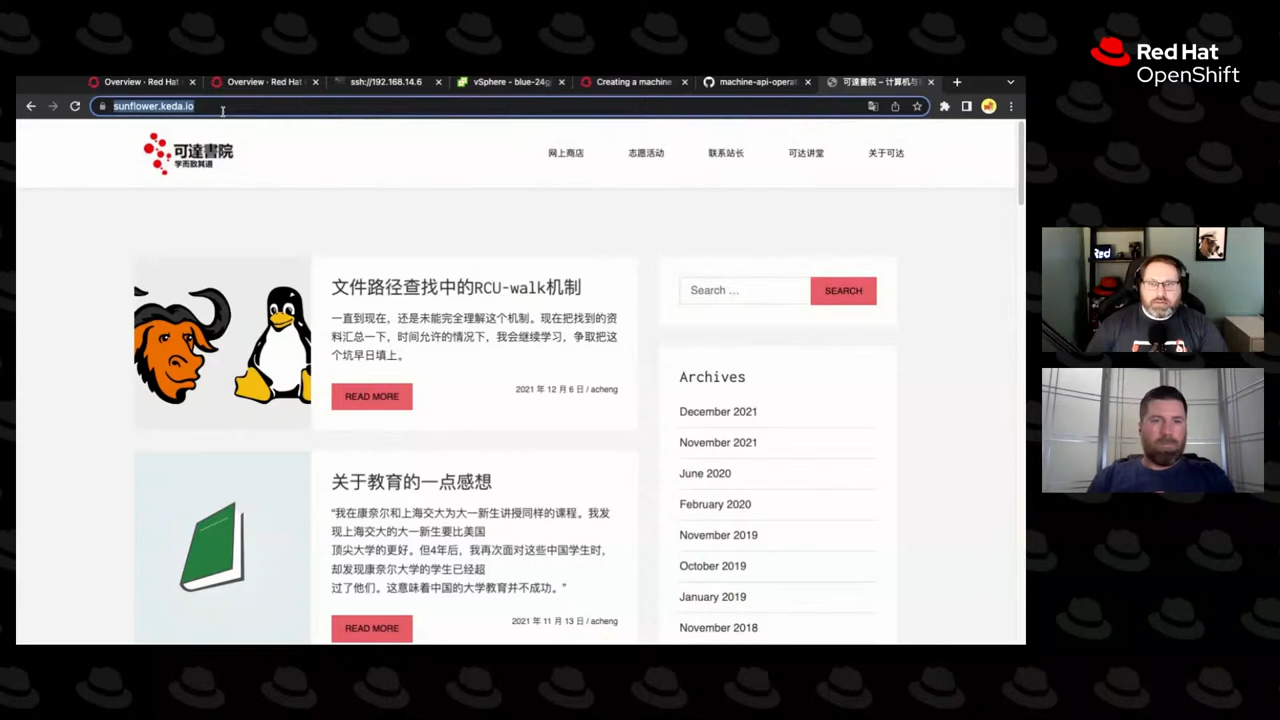 Red Hat
OpenShift
Overview · Red Hat
Overview · Red Hat
ssh://192.168.14.6
vSphere - blue-24g
Creating a machine
machine-api-opera
可達書院 – 计算机与
sunflower.keda.io
可達書院
学而致其道
网上商店
志愿活动
联系站长
可达讲堂
关于可达
文件路径查找中的RCU-walk机制
一直到现在，还是未能完全理解这个机制。现在把找到的资
料汇总一下，时间允许的情况下，我会继续学习，争取把这
个坑早日填上。
READ MORE
2021 年 12 月 6 日 / acheng
关于教育的一点感想
“我在康奈尔和上海交大为大一新生讲授同样的课程。我发
现上海交大的大一新生要比美国
顶尖大学的更好。但4年后，我再次面对这些中国学生时，
却发现康奈尔大学的学生已经超
过了他们。这意味着中国的大学教育并不成功。”
READ MORE
2021 年 11 月 13 日 / acheng
Search …
SEARCH
Archives
December 2021
November 2021
June 2020
February 2020
November 2019
October 2019
January 2019
November 2018
Red